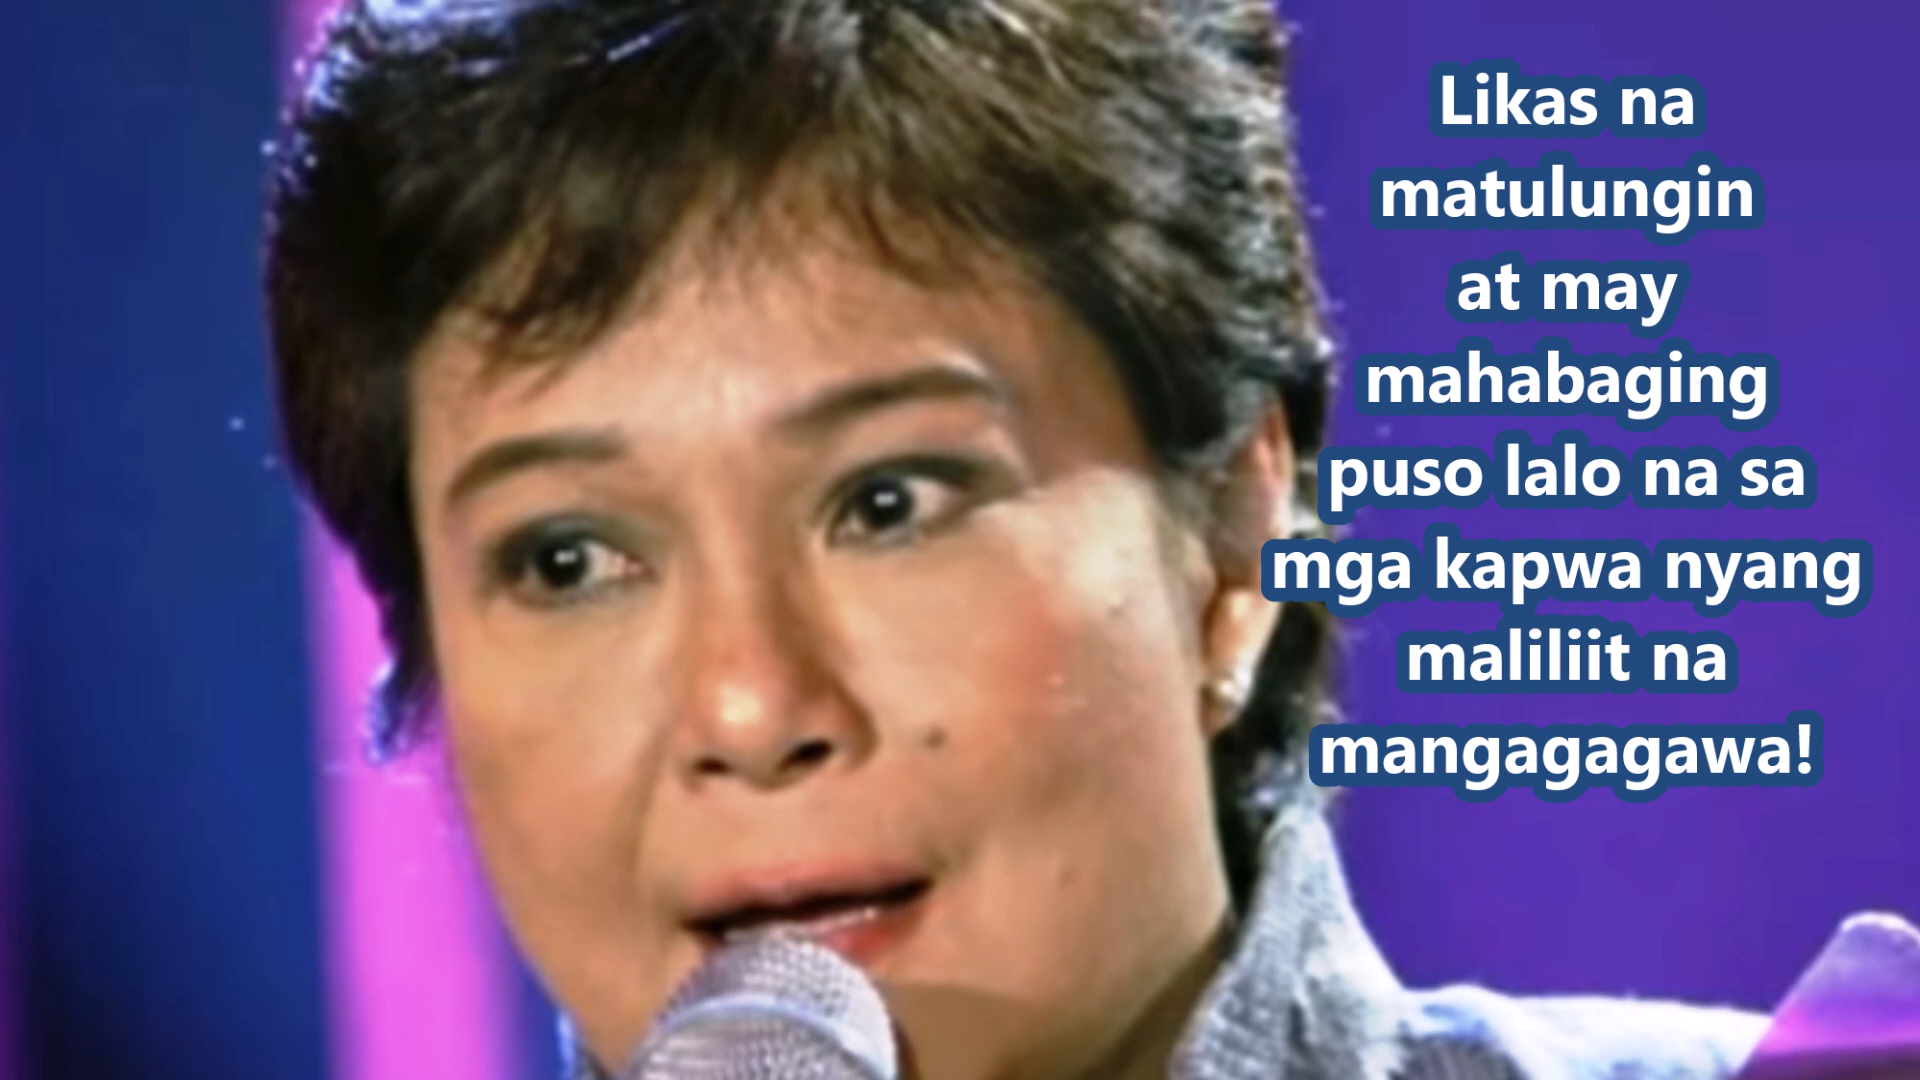 Likas na
matulungin
at may
mahabaging
puso lalo na sa
mga kapwa nyang
maliliit na
mangagagawa!